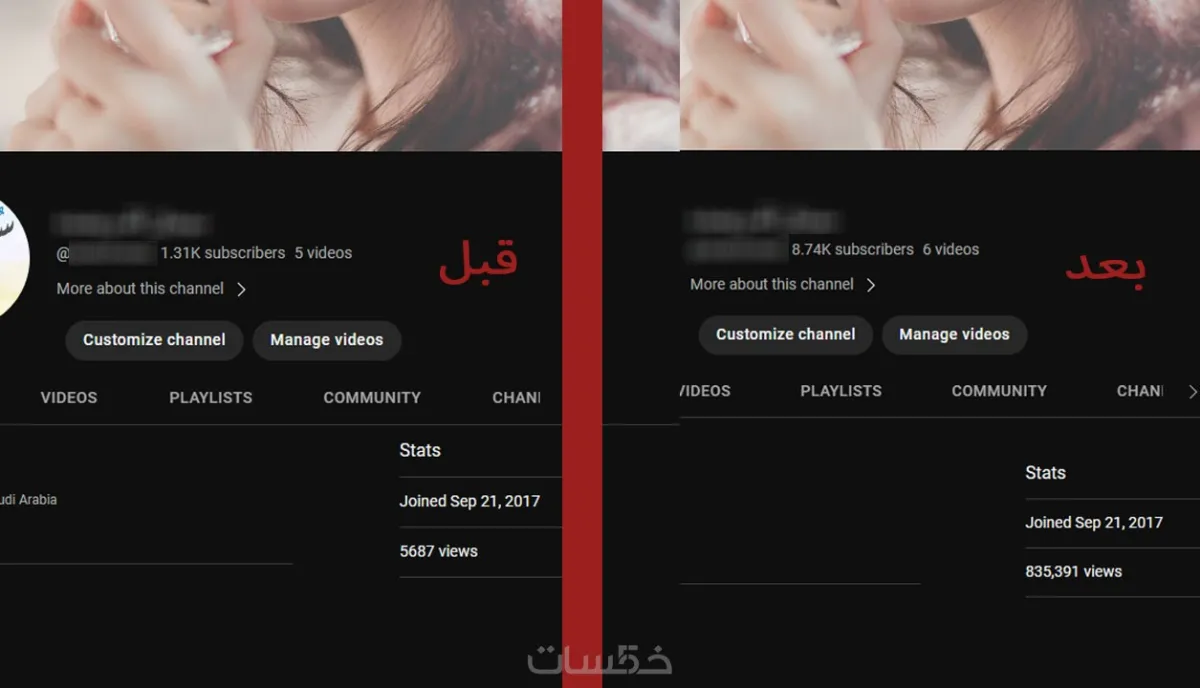 @
1.31K subscribers 5 videos
قبل
More about this channel
Customize channel Manage videos
VIDEOS PLAYLISTS COMMUNITY CHANI
Stats
udi Arabia
Joined Sep 21, 2017
5687 views
8.74K subscribers 6 videos
بعد
More about this channel
Customize channel Manage videos
VIDEOS PLAYLISTS COMMUNITY CHANI
Stats
Joined Sep 21, 2017
835,391 views
خمسات